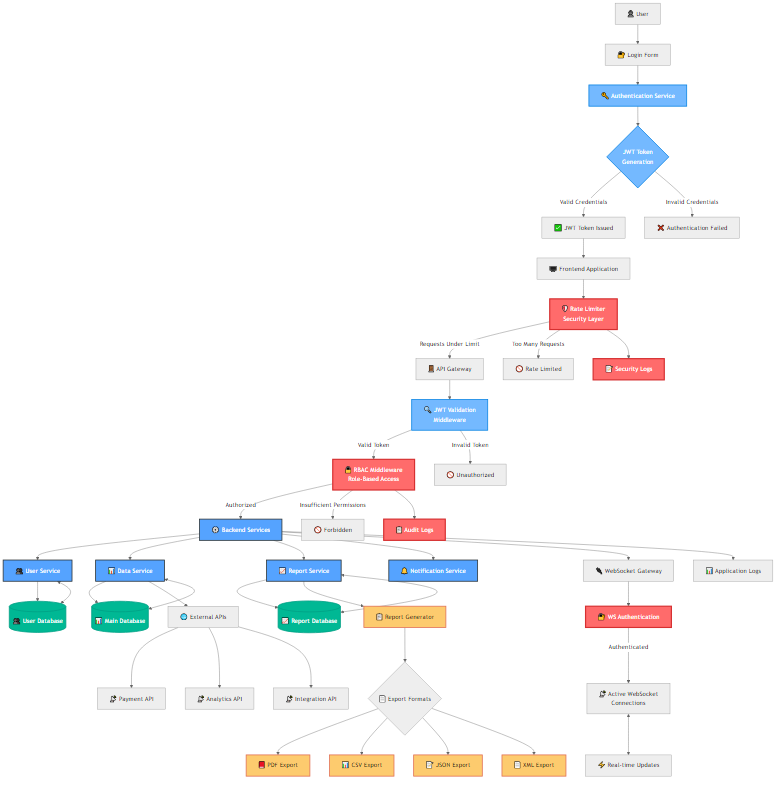 User
Login Form
Authentication Service
JWT Token
Generation
Valid Credentials
Invalid Credentials
JWT Token Issued
Authentication Failed
Frontend Application
Rate Limiter
Security Layer
Requests Under Limit
Too Many Requests
API Gateway
Rate Limited
Security Logs
JWT Validation
Middleware
Valid Token
Invalid Token
RBAC Middleware
Role-Based Access
Unauthorized
Authorized
Insufficient Permissions
Backend Services
Forbidden
Audit Logs
User Service
Data Service
Report Service
Notification Service
WebSocket Gateway
Application Logs
User Database
Main Database
External APIs
Report Database
Report Generator
WS Authentication
Authenticated
Payment API
Analytics API
Integration API
Export Formats
Active WebSocket
Connections
PDF Export
CSV Export
JSON Export
XML Export
Real-time Updates